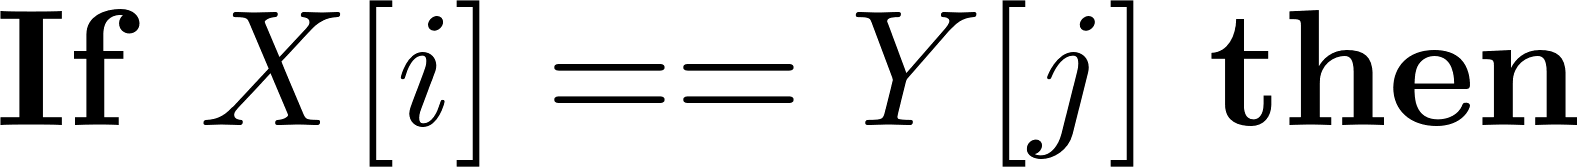 If X[i] == Y[j] then